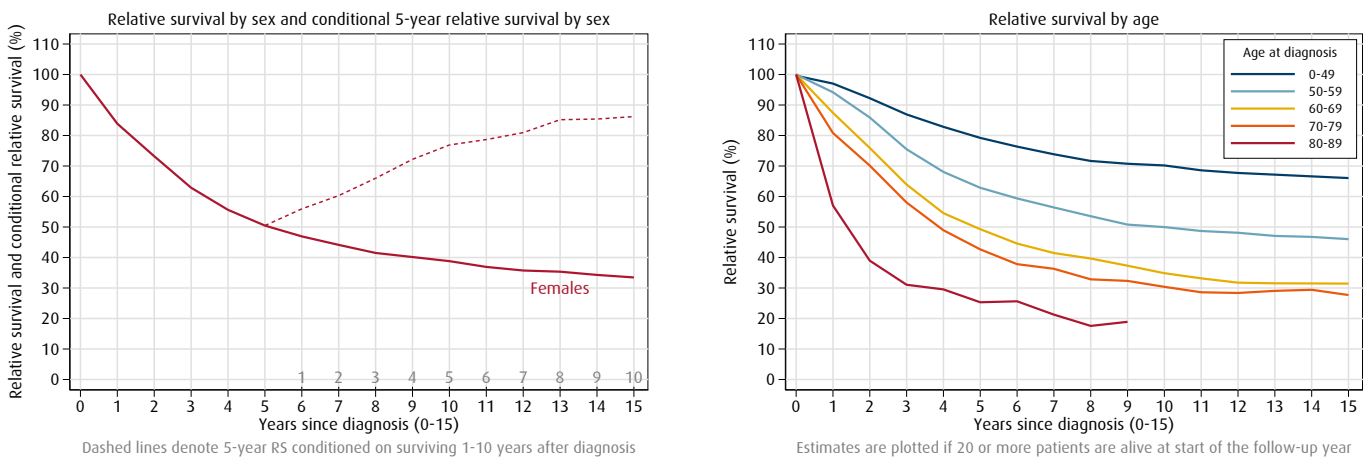 Relative survival by sex and conditional 5-year relative survival by sex
Relative survival and conditional relative survival (%)
110
100
90
80
70
60
50
40
30
20
10
0
Females
1 2 3 4 5 6 7 8 9 10
0 1 2 3 4 5 6 7 8 9 10 11 12 13 14 15
Years since diagnosis (0-15)
Dashed lines denote 5-year RS conditioned on surviving 1-10 years after diagnosis
Relative survival by age
Relative survival (%)
110
100
90
80
70
60
50
40
30
20
10
0
Age at diagnosis
0-49
50-59
60-69
70-79
80-89
0 1 2 3 4 5 6 7 8 9 10 11 12 13 14 15
Years since diagnosis (0-15)
Estimates are plotted if 20 or more patients are alive at start of the follow-up year